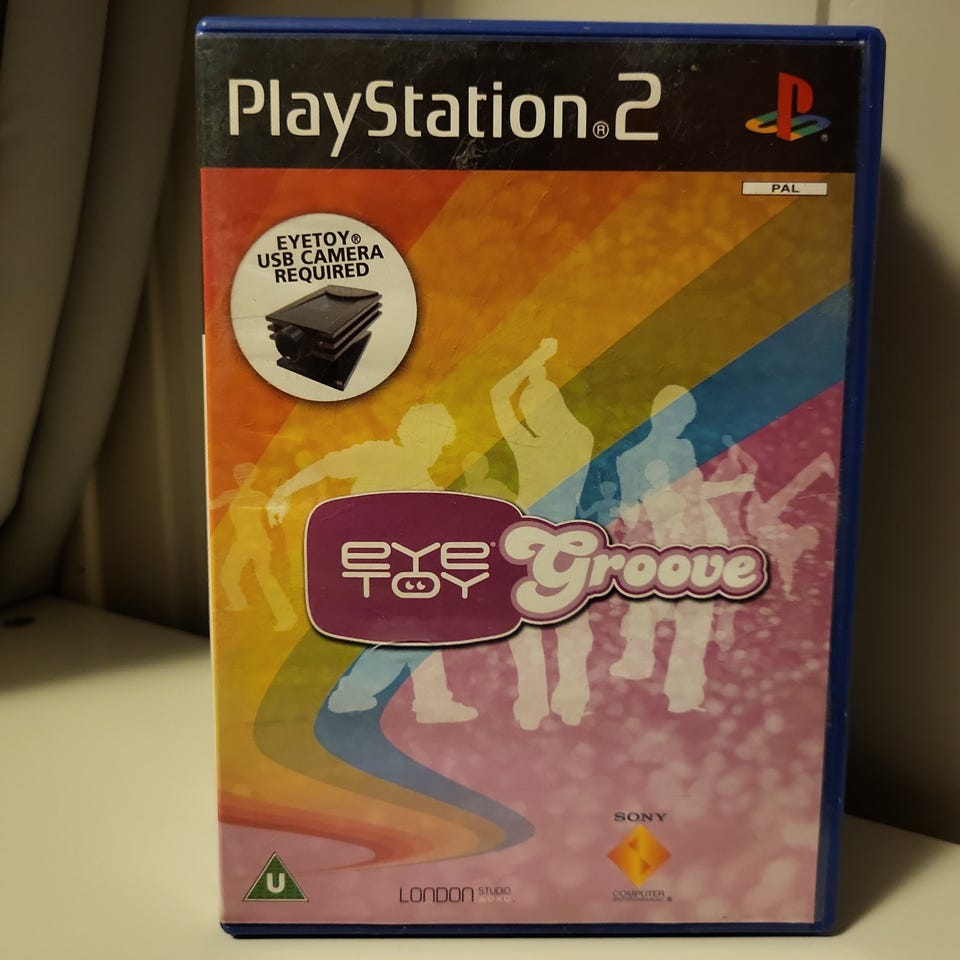 PlayStation®2
®
PAL
EYETOY®
USB CAMERA
REQUIRED
EYE®
TOY
Groove
SONY
U
LONDON STUDIO
COMPUTER
ENTERTAINMENT ®